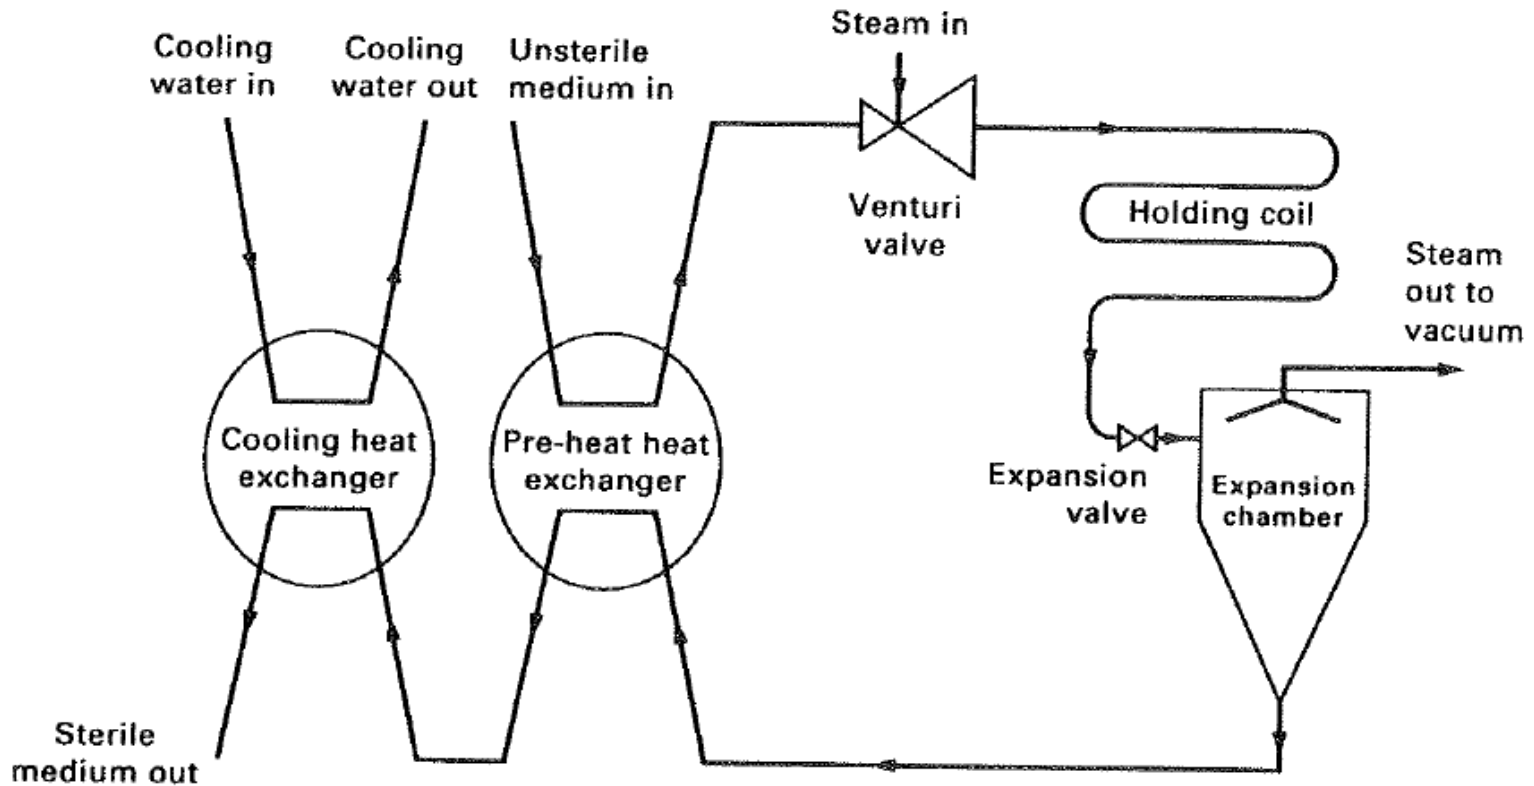 Steam in
Cooling
water in
Cooling
water out
Unsterile
medium in
Venturi
valve
Holding coil
Steam
out to
vacuum
Cooling heat
exchanger
Pre-heat heat
exchanger
Expansion
valve
Expansion
chamber
Sterile
medium out